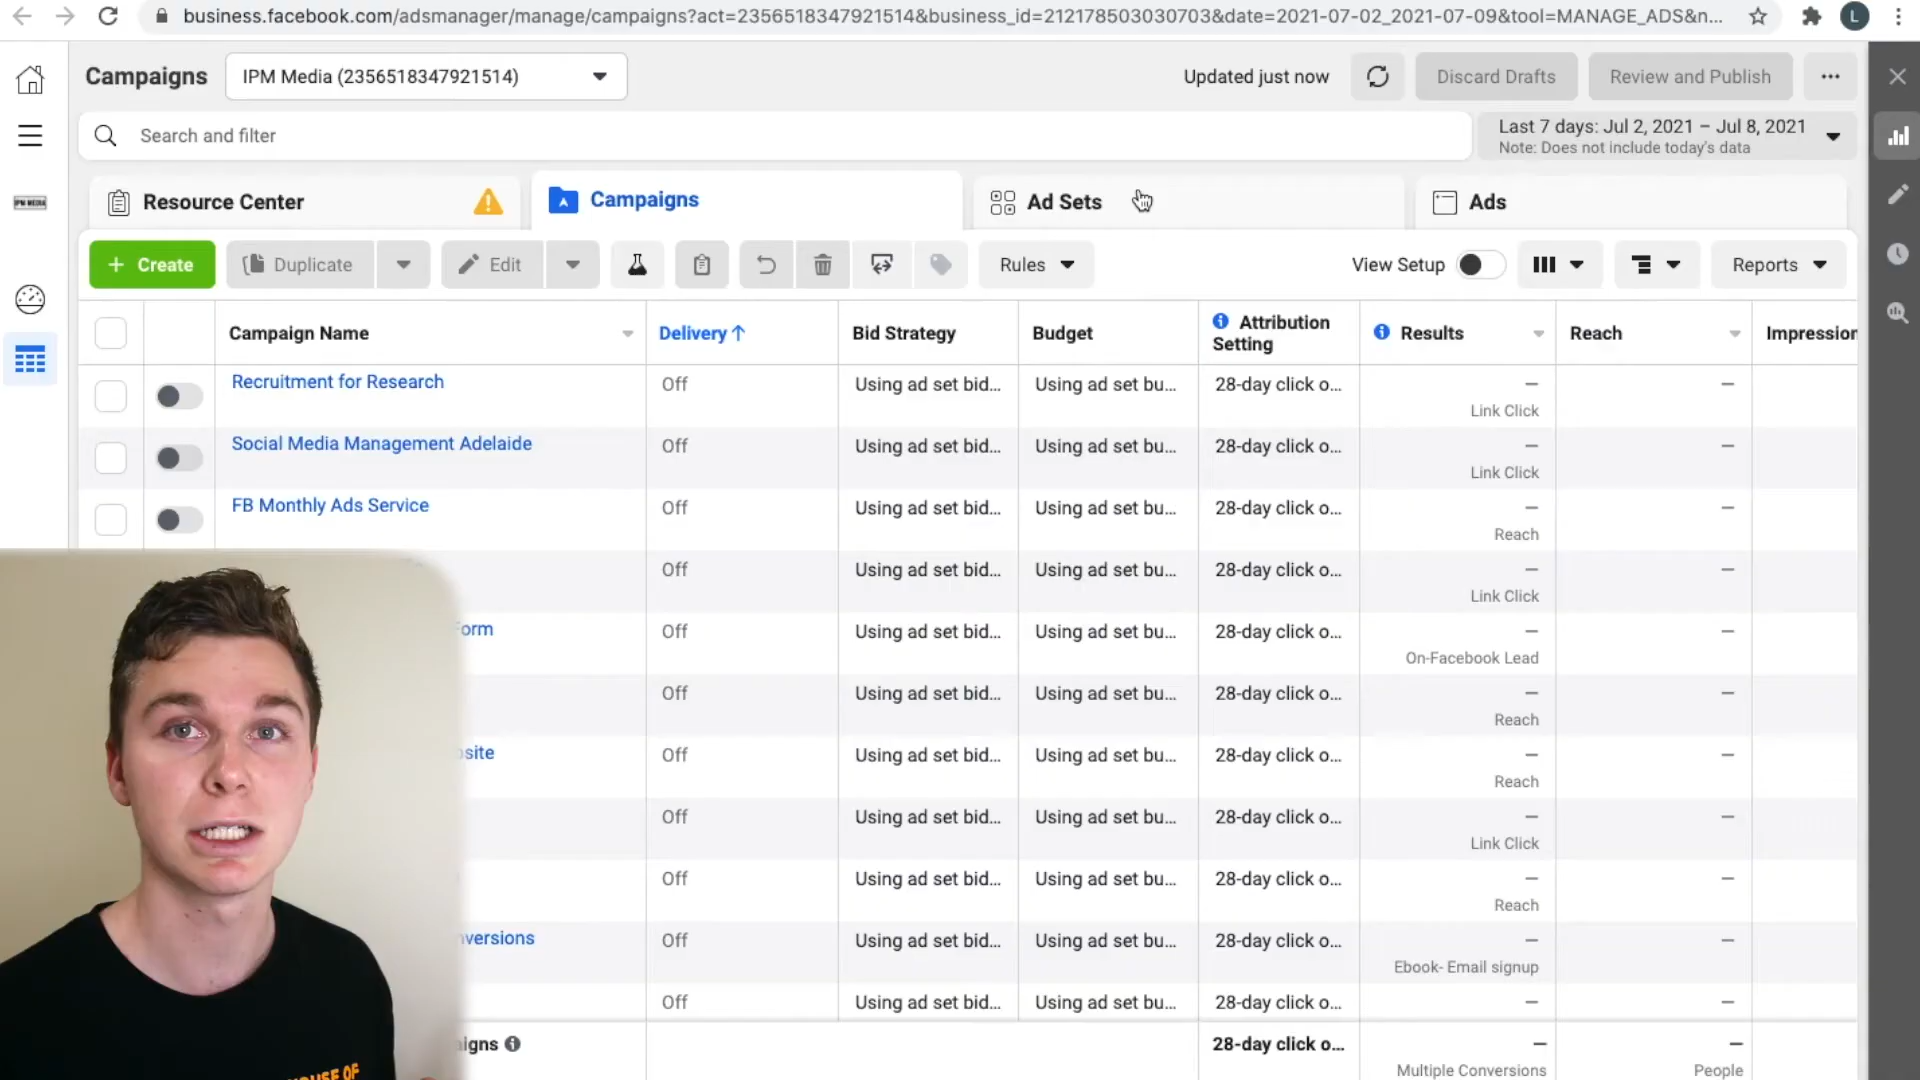 business.facebook.com/adsmanager/manage/campaigns?act=2356518347921514&business_id=212178503030703&date=2021-07-02_2021-07-09&tool=MANAGE_ADS&n...
L
Campaigns
IPM Media (2356518347921514)
Updated just now
Discard Drafts
Review and Publish
Search and filter
Last 7 days: Jul 2, 2021 – Jul 8, 2021
Note: Does not include today's data
IPM MEDIA
Resource Center
Campaigns
Ad Sets
Ads
+ Create
Duplicate
Edit
Rules
View Setup
Reports
Campaign Name
Delivery ↑
Bid Strategy
Budget
Attribution
Setting
Results
Reach
Impression
Recruitment for Research
Off
Using ad set bid...
Using ad set bu...
28-day click o...
—
—
Link Click
Social Media Management Adelaide
Off
Using ad set bid...
Using ad set bu...
28-day click o...
—
—
Link Click
FB Monthly Ads Service
Off
Using ad set bid...
Using ad set bu...
28-day click o...
—
—
Reach
Off
Using ad set bid...
Using ad set bu...
28-day click o...
—
—
Link Click
Form
Off
Using ad set bid...
Using ad set bu...
28-day click o...
—
—
On-Facebook Lead
Off
Using ad set bid...
Using ad set bu...
28-day click o...
—
—
Reach
site
Off
Using ad set bid...
Using ad set bu...
28-day click o...
—
—
Reach
Off
Using ad set bid...
Using ad set bu...
28-day click o...
—
—
Link Click
Off
Using ad set bid...
Using ad set bu...
28-day click o...
—
—
Reach
nversions
Off
Using ad set bid...
Using ad set bu...
28-day click o...
—
—
Ebook- Email signup
Off
Using ad set bid...
Using ad set bu...
28-day click o...
—
—
aigns
28-day click o...
—
—
Multiple Conversions
People
OUSE OF